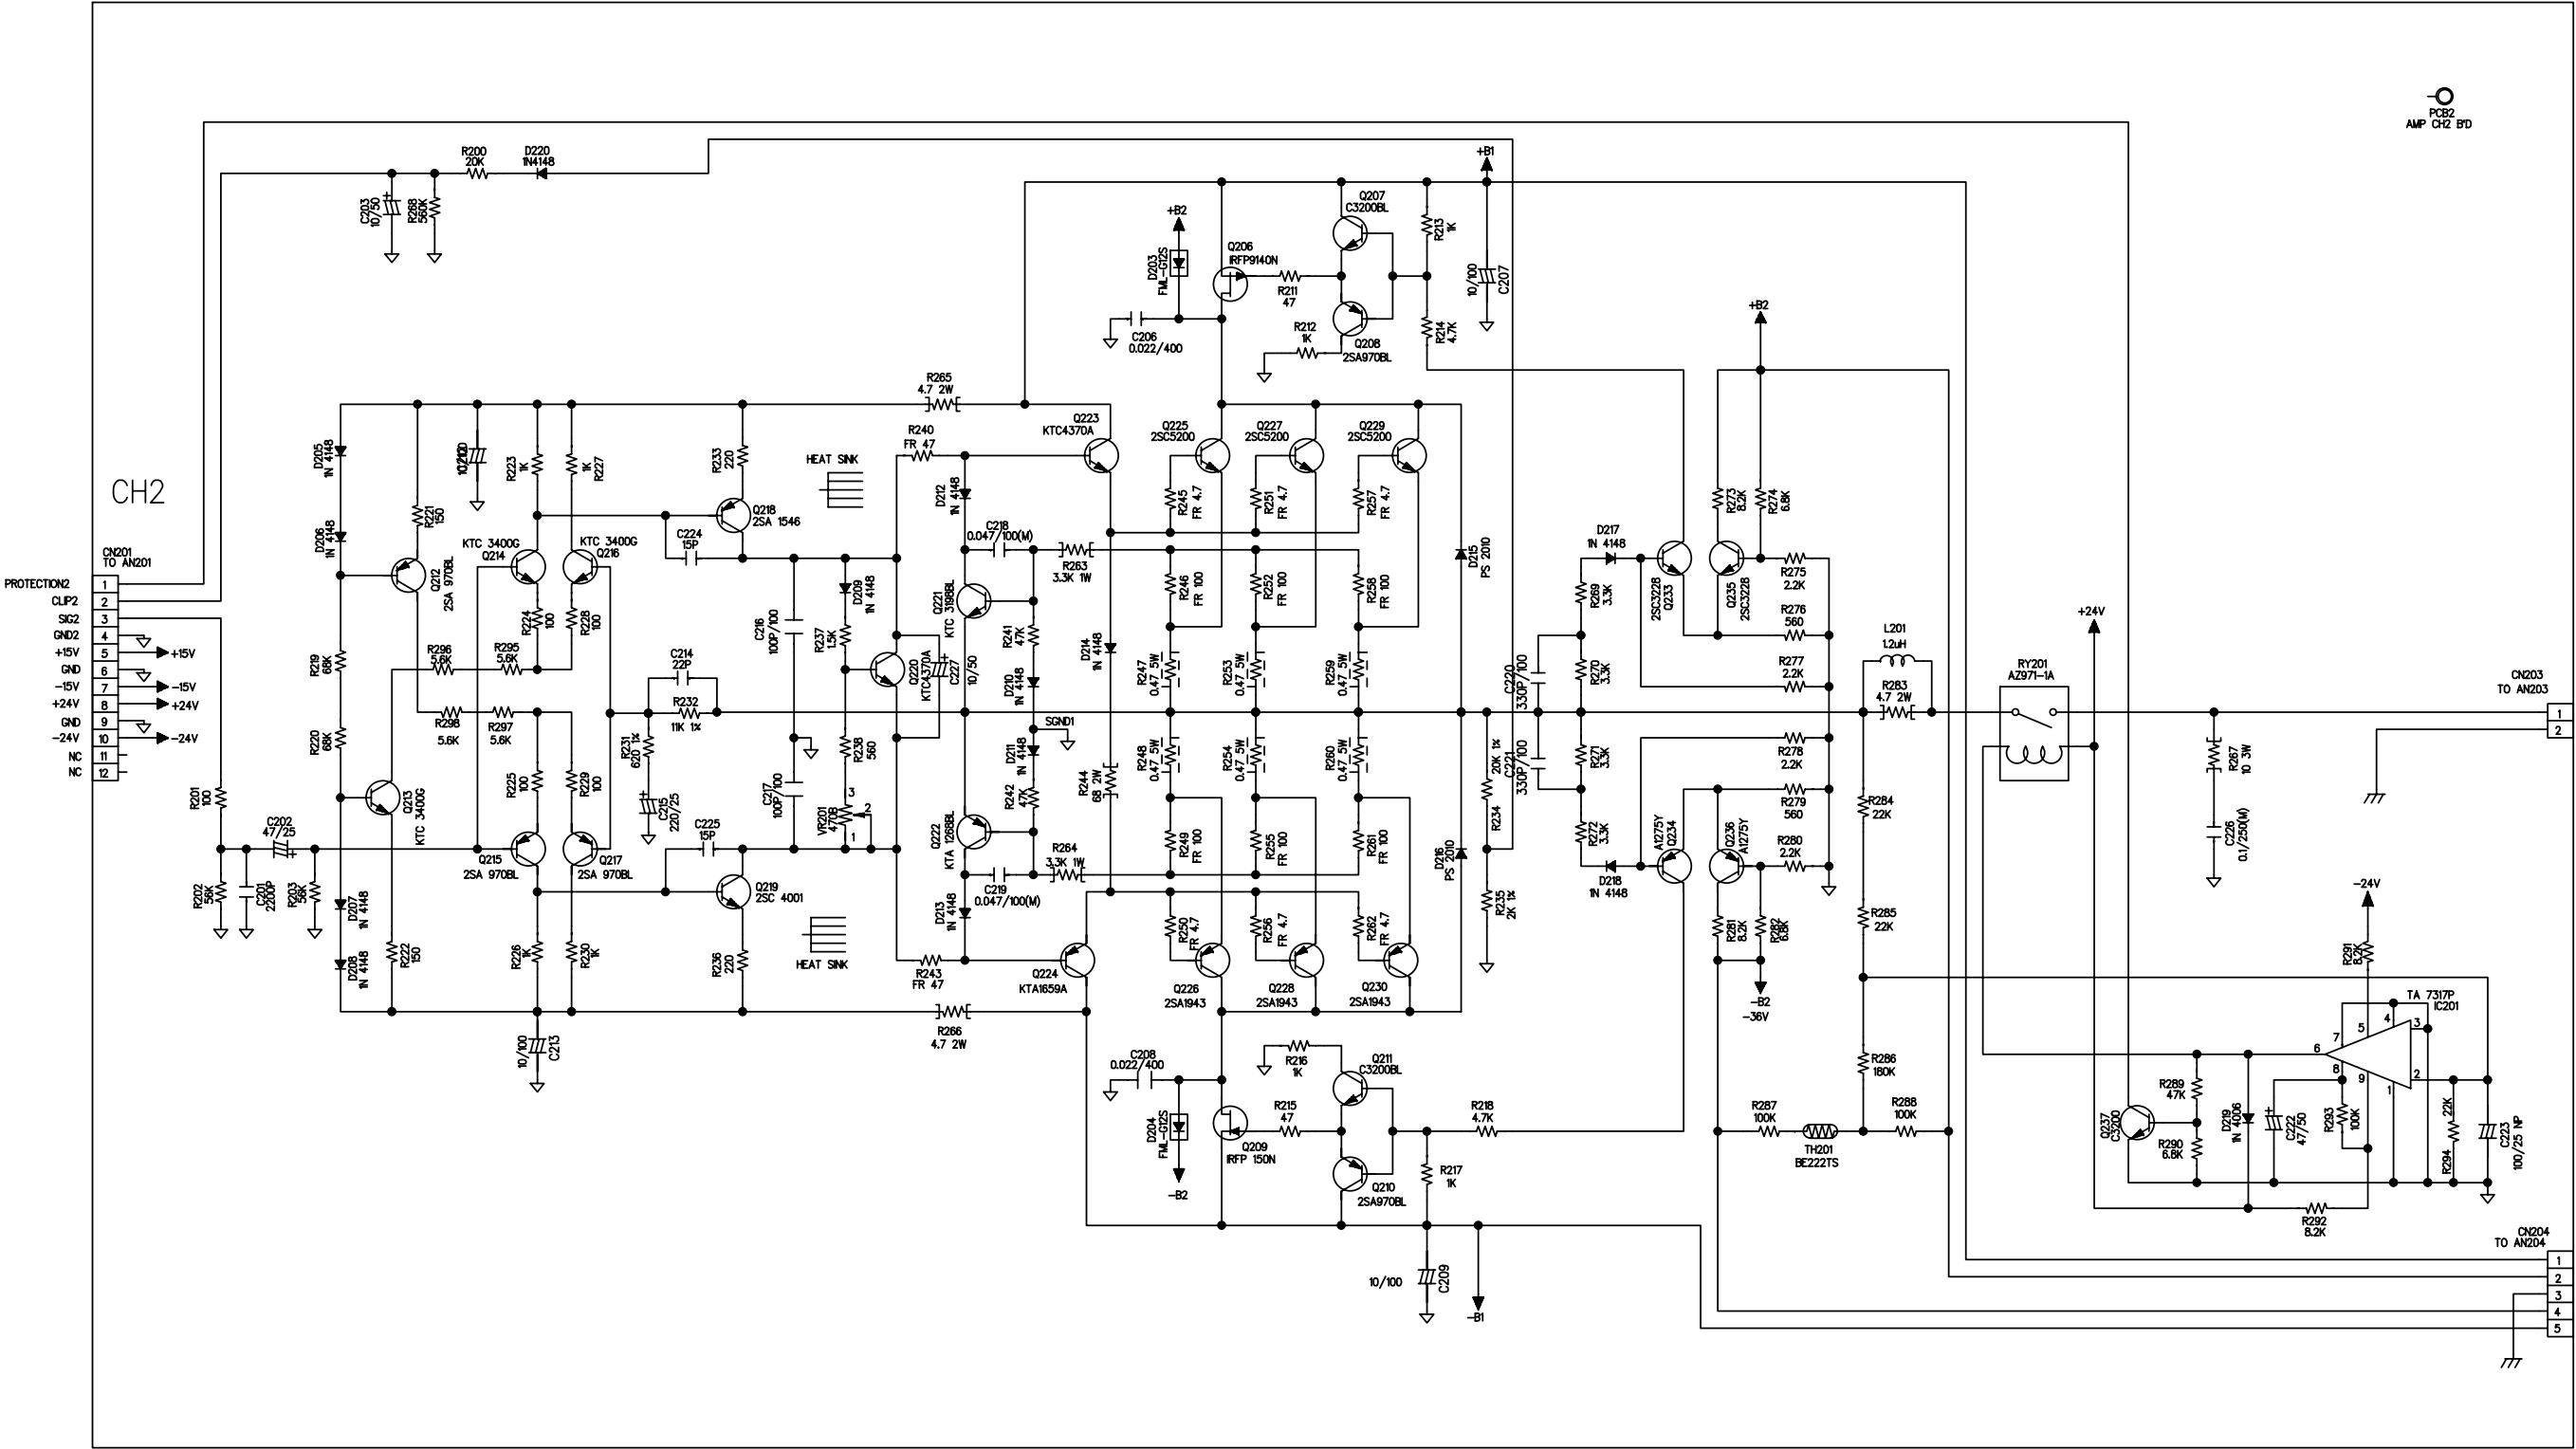 PCB2
AMP CH2 B'D
R200
20K
D220
1N4148
C203
10/50
R268
560K
+B1
+B2
D203
FML-G12S
Q206
IRFP9140N
Q207
C3200BL
R213
1K
R211
47
10/100
C207
C206
0.022/400
R212
1K
Q208
2SA970BL
R214
4.7K
+B2
R265
4.7 2W
CH2
D205
1N 4148
R223
1K
1K
R227
R233
220
HEAT SINK
R240
FR 47
Q223
KTC4370A
Q225
2SC5200
Q227
2SC5200
Q229
2SC5200
D212
1N 4148
R245
FR 4.7
R251
FR 4.7
R257
FR 4.7
R273
8.2K
R274
6.8K
D206
1N 4148
R221
150
Q218
2SA 1546
C218
0.047/100(M)
C224
15P
KTC 3400G
Q214
KTC 3400G
Q216
Q212
2SA 970BL
R263
3.3K 1W
D215
PS 2010
D217
1N 4148
2SC3228
Q233
Q235
2SC3228
R275
2.2K
R276
560
R277
2.2K
CN201
TO AN201
PROTECTION2
1
CLIP2
2
SIG2
3
GND2
4
+15V
5
+15V
GND
6
-15V
7
-15V
+24V
8
+24V
GND
9
-24V
10
-24V
NC
11
NC
12
R224
100
R228
100
R296
5.6K
R295
5.6K
R219
68K
R220
68K
R298
5.6K
R297
5.6K
C214
22P
R232
11K 1%
C216
100P/100
D209
1N 4148
R237
1.5K
Q220
KTC4370A
C227
10/50
Q221
KTC 3198BL
R241
47K
D210
1N 4148
SGND1
D214
1N 4148
R246
FR 100
R252
FR 100
R258
FR 100
R247
0.47 5W
R253
0.47 5W
R259
0.47 5W
R269
3.3K
R270
3.3K
C220
330P/100
L201
1.2uH
R283
4.7 2W
+24V
RY201
AZ971-1A
CN203
TO AN203
1
2
R231
620 1%
C215
220/25
R238
560
C217
100P/100
VR201
470B
3
2
1
D211
1N 4148
R242
47K
R244
68 2W
R248
0.47 5W
R254
0.47 5W
R260
0.47 5W
20K 1%
R234
C221
330P/100
R271
3.3K
R278
2.2K
R279
560
R280
2.2K
R284
22K
R267
10 3W
C226
0.1/250(M)
R201
100
C202
47/25
Q213
KTC 3400G
R225
100
R229
100
Q215
2SA 970BL
Q217
2SA 970BL
C225
15P
Q222
KTA 1268BL
R264
3.3K 1W
R249
FR 100
R255
FR 100
R261
FR 100
D216
PS 2010
R272
3.3K
D218
1N 4148
A1275Y
Q234
Q236
A1275Y
R202
56K
C201
2200P
R203
56K
D207
1N 4148
Q219
2SC 4001
C219
0.047/100(M)
D213
1N 4148
R250
FR 4.7
R256
FR 4.7
R262
FR 4.7
R235
2K 1%
R281
8.2K
R282
6.8K
R285
22K
-24V
D208
1N 4148
R222
150
R226
1K
R230
1K
R236
220
HEAT SINK
R243
FR 47
Q224
KTA1659A
Q226
2SA1943
Q228
2SA1943
Q230
2SA1943
-B2
-36V
R291
8.2K
TA 7317P
IC201
10/100
C213
R266
4.7 2W
C208
0.022/400
R216
1K
Q211
C3200BL
D204
FML-G12S
-B2
R215
47
Q209
IRFP 150N
Q210
2SA970BL
R218
4.7K
R217
1K
R286
180K
R287
100K
R288
100K
TH201
BE222TS
7
5
4
3
6
8
9
1
2
Q237
C3200
R289
47K
R290
6.8K
D219
1N 4006
C222
47/50
R293
100K
22K
R294
C223
100/25 NP
R292
8.2K
10/100
C209
-B1
CN204
TO AN204
1
2
3
4
5